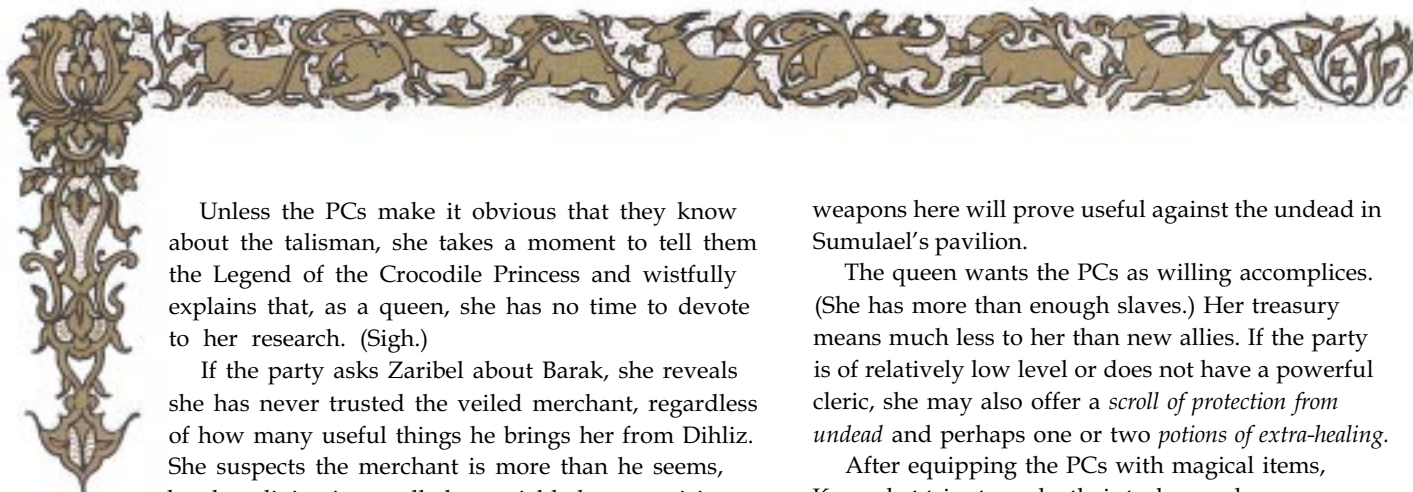 Unless the PCs make it obvious that they know
about the talisman, she takes a moment to tell them
the Legend of the Crocodile Princess and wistfully
explains that, as a queen, she has no time to devote
to her research. (Sigh.)
If the party asks Zaribel about Barak, she reveals
she has never trusted the veiled merchant, regardless
of how many useful things he brings her from Dihliz.
She suspects the merchant is more than he seems,
weapons here will prove useful against the undead in
Sumulael’s pavilion.
The queen wants the PCs as willing accomplices.
(She has more than enough slaves.) Her treasury
means much less to her than new allies. If the party
is of relatively low level or does not have a powerful
cleric, she may also offer a scroll of protection from
undead and perhaps one or two potions of extra-healing.
After equipping the PCs with magical items,